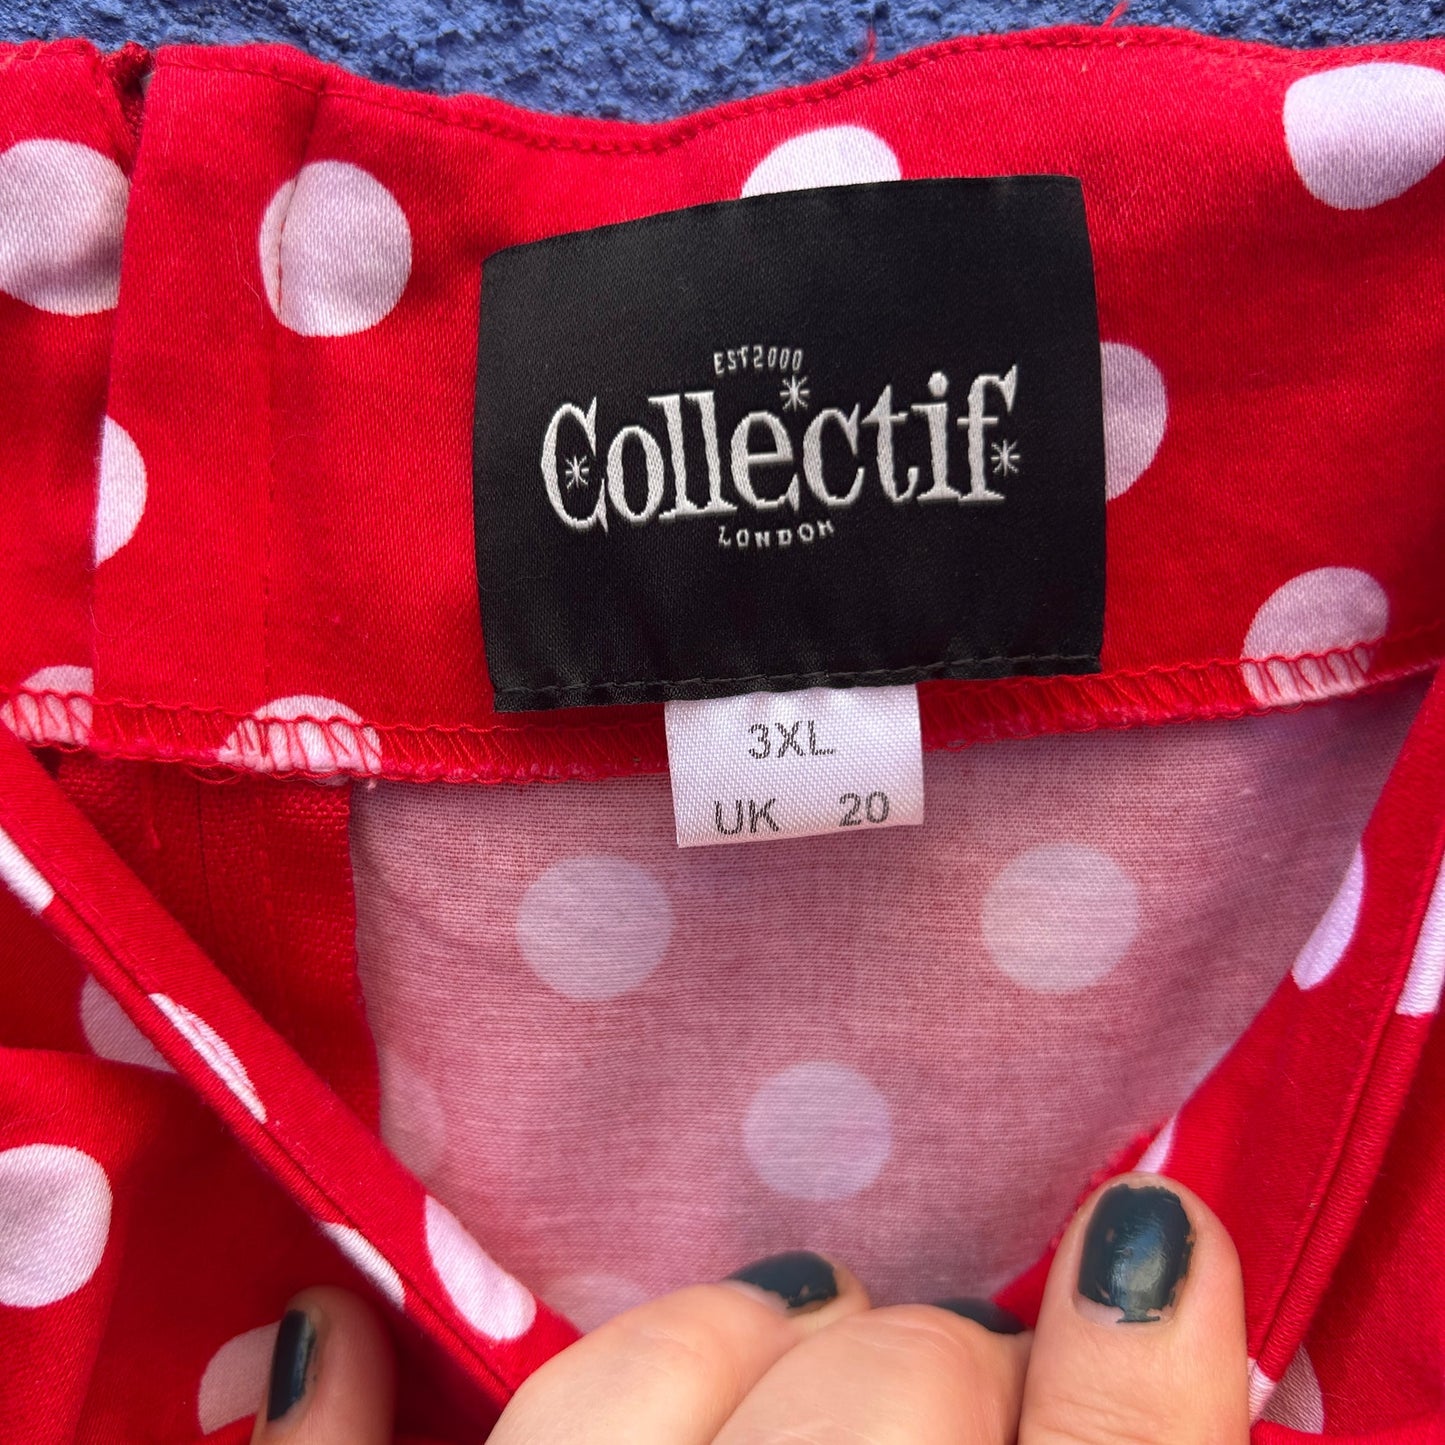 EST2000
Collectif
LONDON
3XL
UK 20